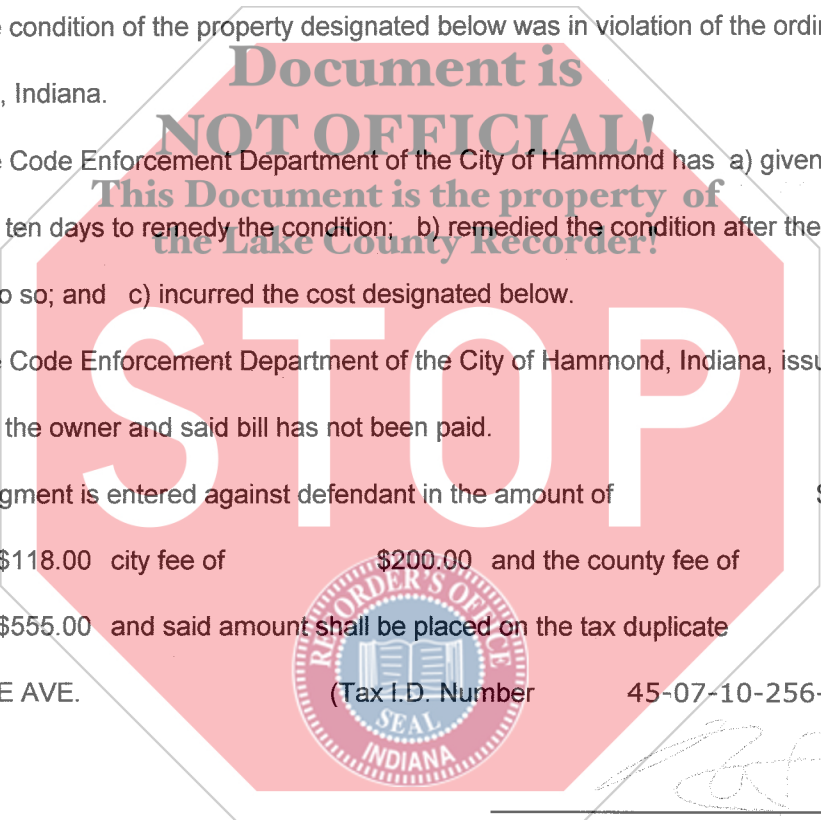 e condition of the property designated below was in violation of the ordi
Document is
, Indiana.
NOT OFFICIAL!
e Code Enforcement Department of the City of Hammond has a) given
This Document is the property of
ten days to remedy the condition; b) remedied the condition after the
the Lake County Recorder!
o so; and c) incurred the cost designated below.
STOP
e Code Enforcement Department of the City of Hammond, Indiana, issu
the owner and said bill has not been paid.
gment is entered against defendant in the amount of
$118.00 city fee of $200.00 and the county fee of
$555.00 and said amount shall be placed on the tax duplicate
E AVE. (Tax I.D. Number 45-07-10-256-
RECORDER'S OFFICE
SEAL
INDIANA